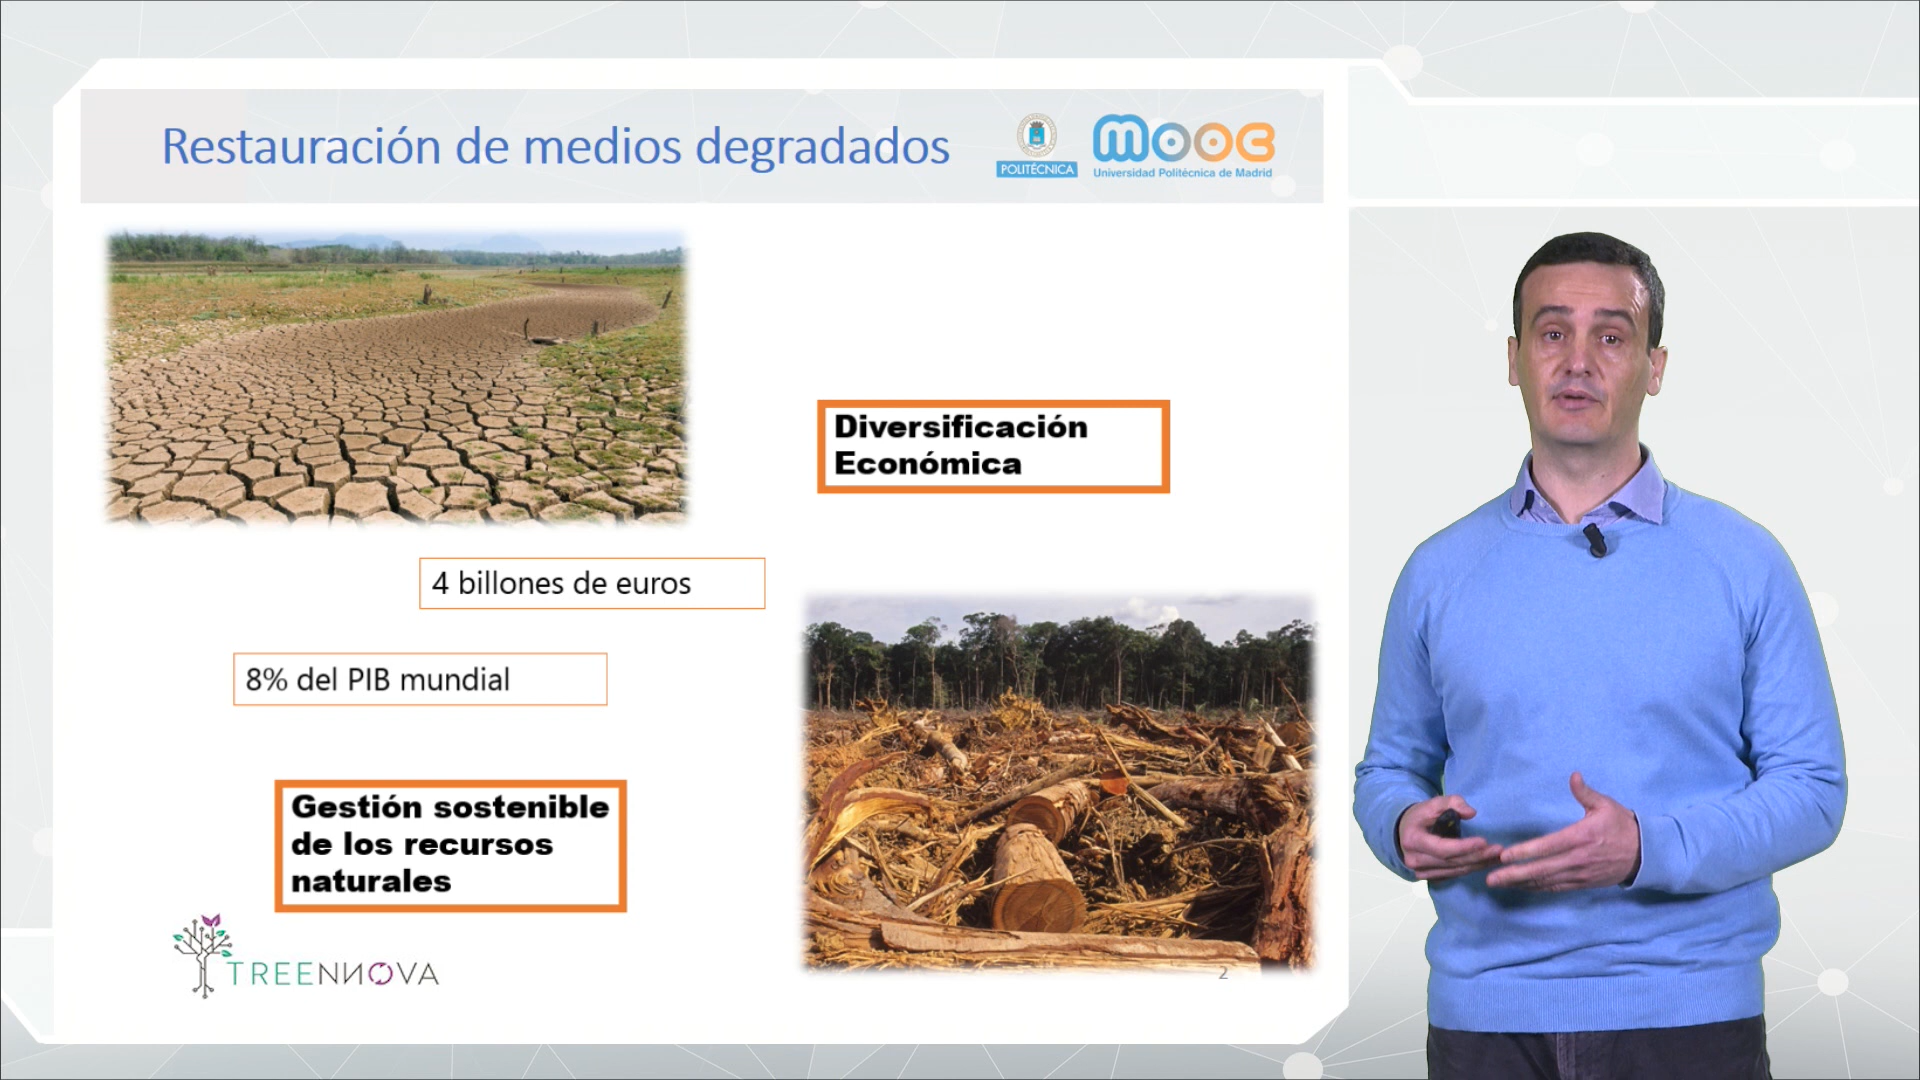 Restauración de medios degradados
POLITÉCNICA
mooc
Universidad Politécnica de Madrid
Diversificación
Económica
4 billones de euros
8% del PIB mundial
Gestión sostenible
de los recursos
naturales
TREENNOVA
2